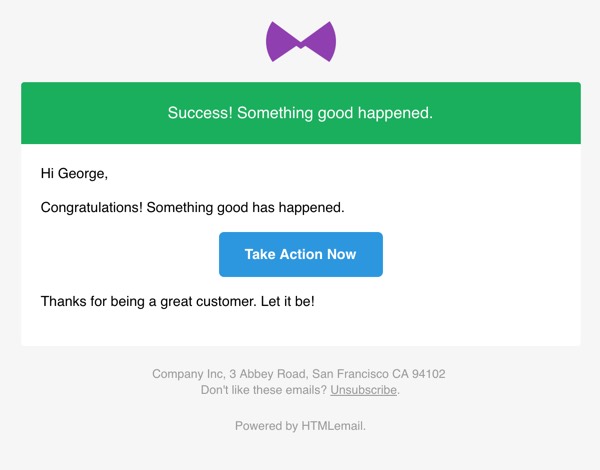 Success! Something good happened.
Hi George,
Congratulations! Something good has happened.
Take Action Now
Thanks for being a great customer. Let it be!
Company Inc, 3 Abbey Road, San Francisco CA 94102
Don't like these emails? Unsubscribe.
Powered by HTMLemail.